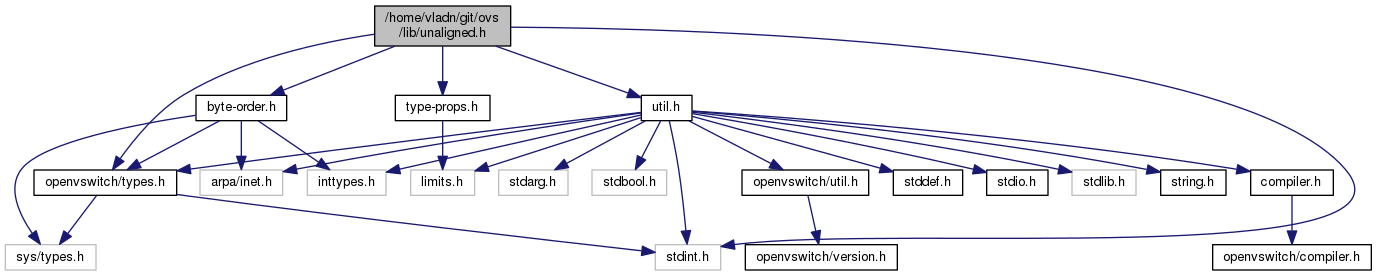 /home/vladn/git/ovs
/lib/unaligned.h
byte-order.h
type-props.h
util.h
openvswitch/types.h
arpa/inet.h
inttypes.h
limits.h
stdarg.h
stdbool.h
openvswitch/util.h
stddef.h
stdio.h
stdlib.h
string.h
compiler.h
sys/types.h
stdint.h
openvswitch/version.h
openvswitch/compiler.h